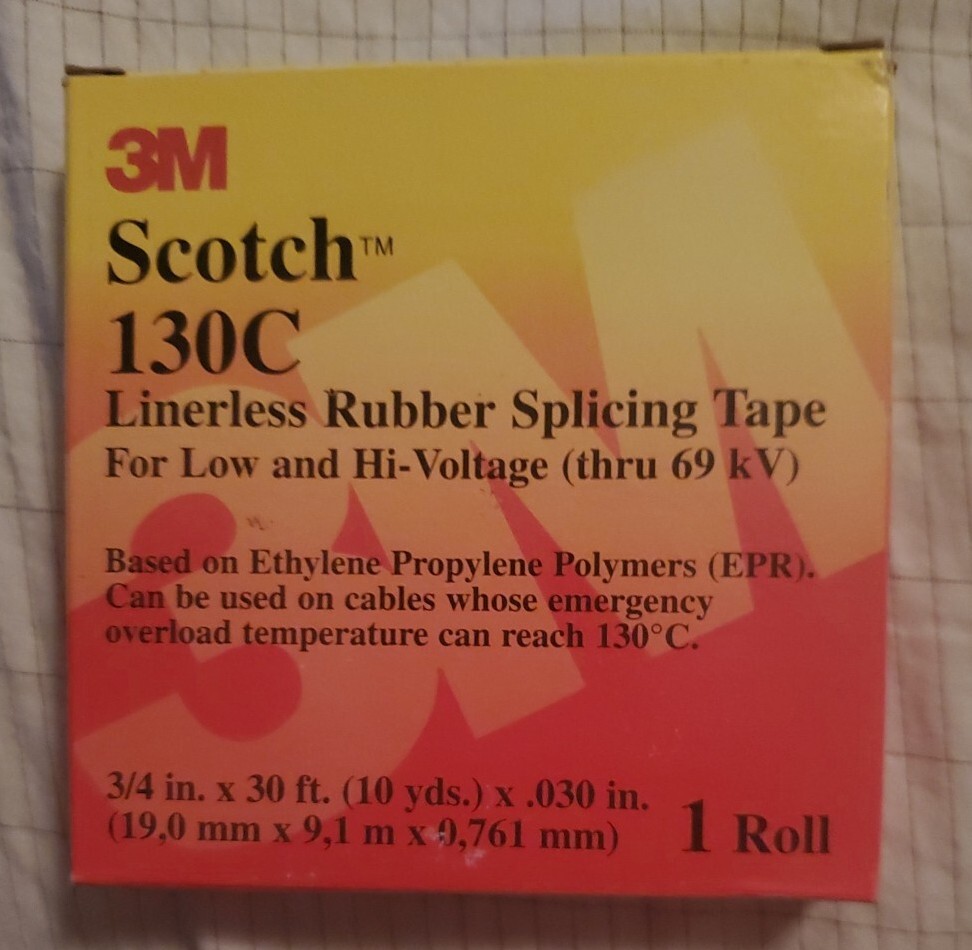 3M
Scotch™
130C
Linerless Rubber Splicing Tape
For Low and Hi-Voltage (thru 69 kV)
Based on Ethylene Propylene Polymers (EPR).
Can be used on cables whose emergency
overload temperature can reach 130°C.
3/4 in. x 30 ft. (10 yds.) x .030 in.
(19,0 mm x 9,1 m x 0,761 mm)
1 Roll
3M